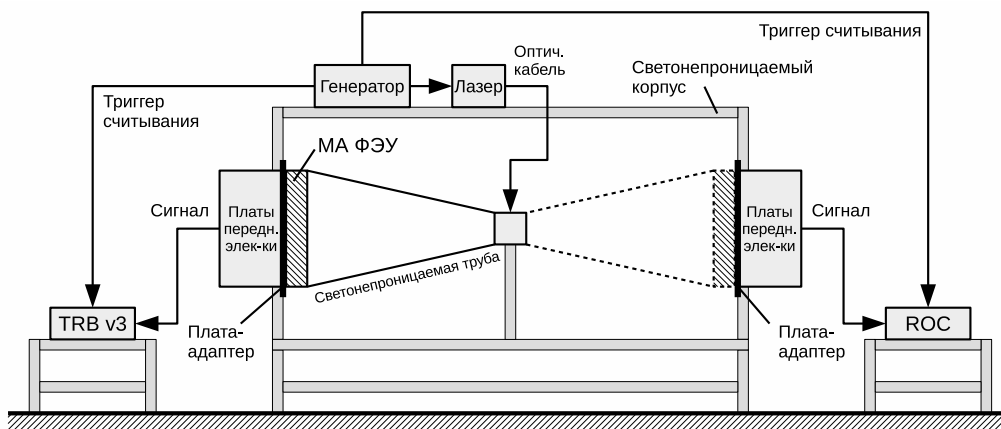 Триггер считывания
Оптич.
кабель
Светонепроницаемый
корпус
Генератор
Лазер
Триггер
считывания
МА ФЭУ
Сигнал
Платы
передн.
элек-ки
Платы
передн.
элек-ки
Сигнал
Светонепроницаемая труба
TRB v3
Плата-
адаптер
Плата-
адаптер
ROC